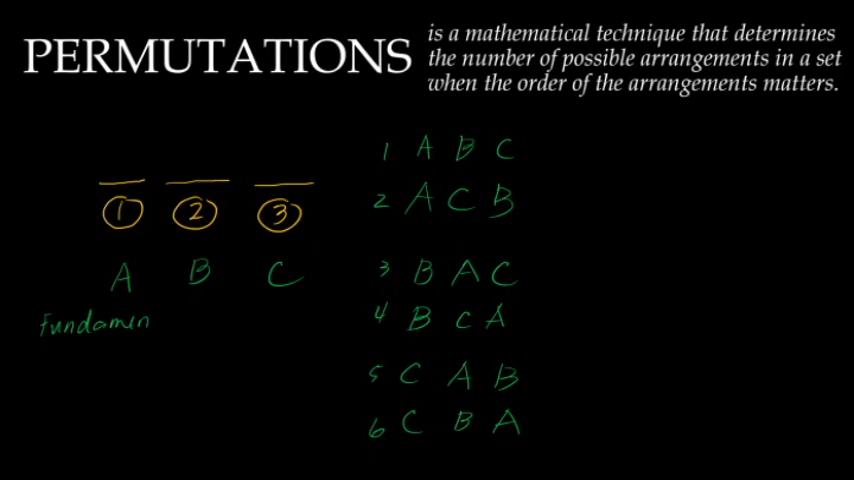 PERMUTATIONS
is a mathematical technique that determines
the number of possible arrangements in a set
when the order of the arrangements matters.
1 2 3
A B C
Fundamen
1 A B C
2 A C B
3 B A C
4 B C A
5 C A B
6 C B A